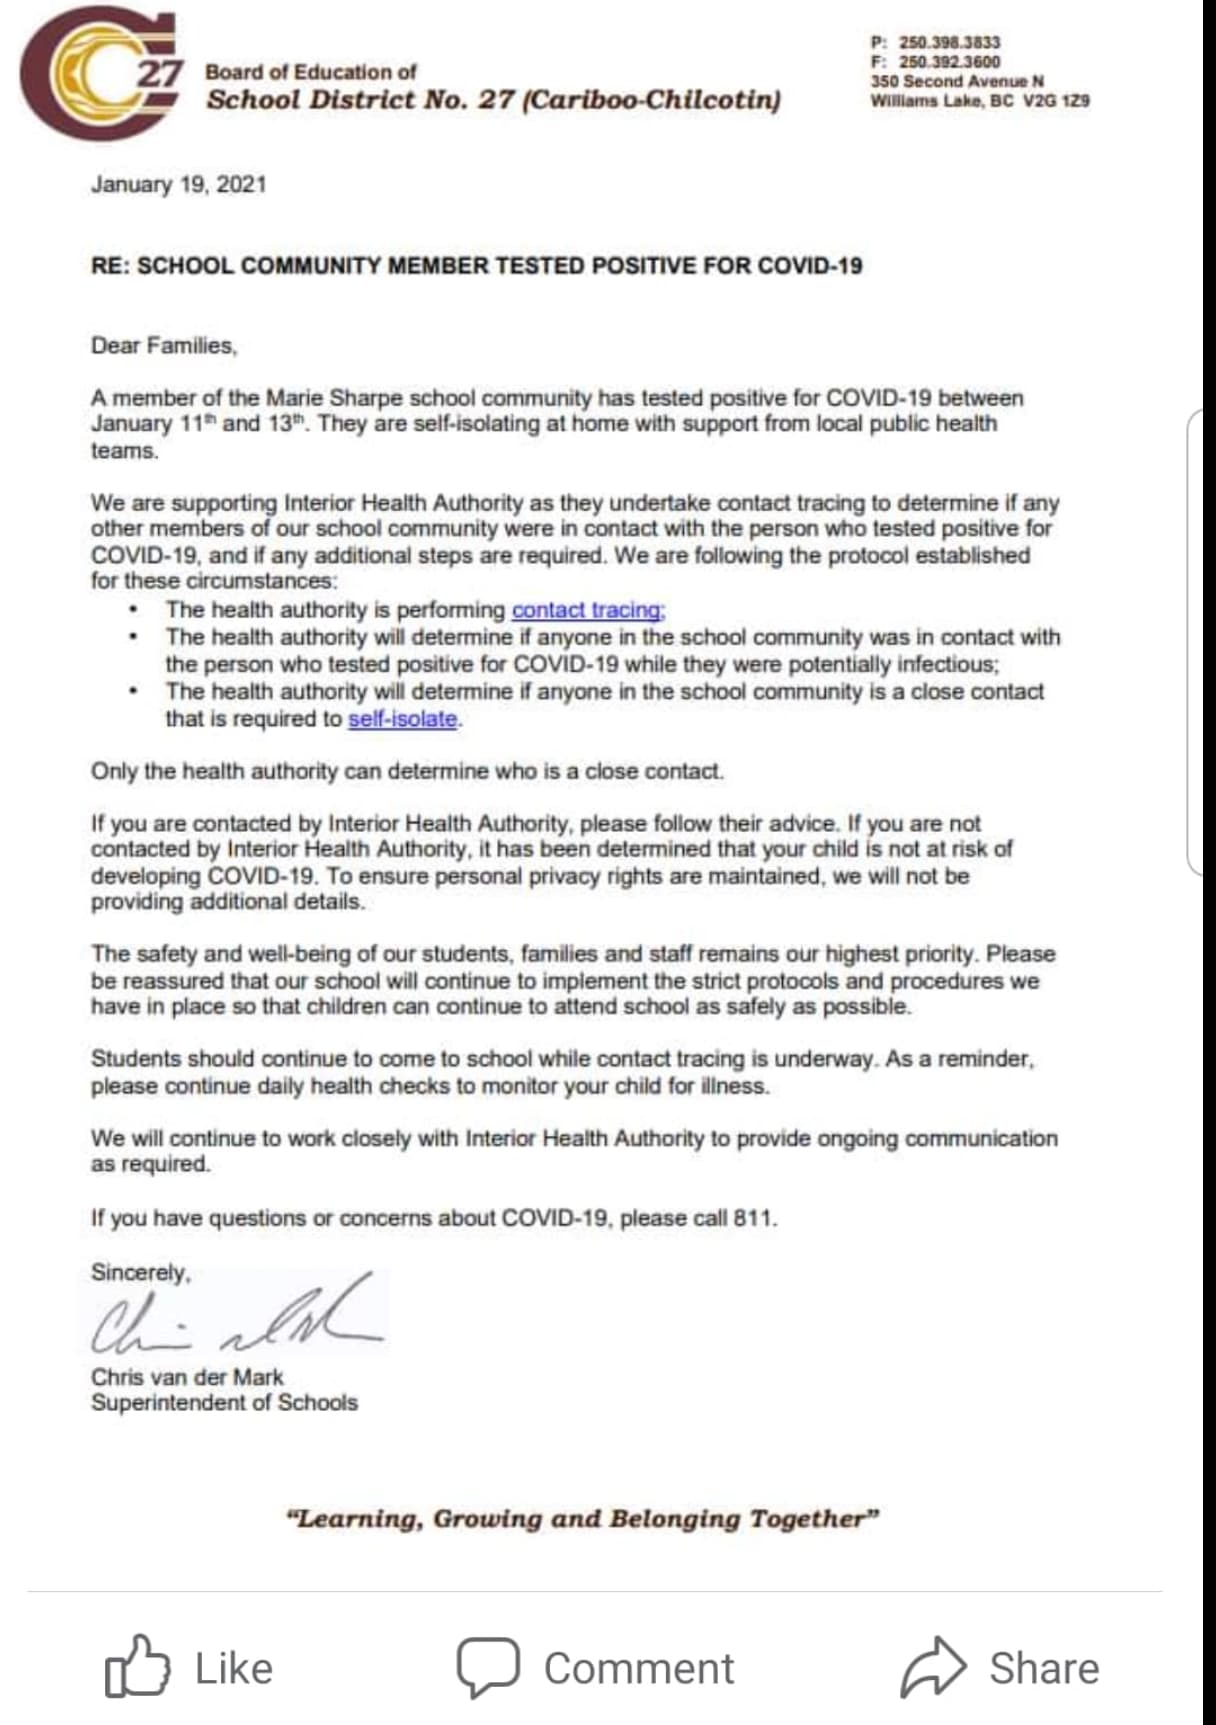 27
Board of Education of
School District No. 27 (Cariboo-Chilcotin)
P: 250.398.3833
F: 250.392.3600
350 Second Avenue N
Williams Lake, BC V2G 1Z9
January 19, 2021
RE: SCHOOL COMMUNITY MEMBER TESTED POSITIVE FOR COVID-19
Dear Families,
A member of the Marie Sharpe school community has tested positive for COVID-19 between
January 11th and 13th. They are self-isolating at home with support from local public health
teams.
We are supporting Interior Health Authority as they undertake contact tracing to determine if any
other members of our school community were in contact with the person who tested positive for
COVID-19, and if any additional steps are required. We are following the protocol established
for these circumstances:
• The health authority is performing contact tracing;
• The health authority will determine if anyone in the school community was in contact with
the person who tested positive for COVID-19 while they were potentially infectious;
• The health authority will determine if anyone in the school community is a close contact
that is required to self-isolate.
Only the health authority can determine who is a close contact.
If you are contacted by Interior Health Authority, please follow their advice. If you are not
contacted by Interior Health Authority, it has been determined that your child is not at risk of
developing COVID-19. To ensure personal privacy rights are maintained, we will not be
providing additional details.
The safety and well-being of our students, families and staff remains our highest priority. Please
be reassured that our school will continue to implement the strict protocols and procedures we
have in place so that children can continue to attend school as safely as possible.
Students should continue to come to school while contact tracing is underway. As a reminder,
please continue daily health checks to monitor your child for illness.
We will continue to work closely with Interior Health Authority to provide ongoing communication
as required.
If you have questions or concerns about COVID-19, please call 811.
Sincerely,
Chris van der Mark
Superintendent of Schools
“Learning, Growing and Belonging Together”
Like
Comment
Share